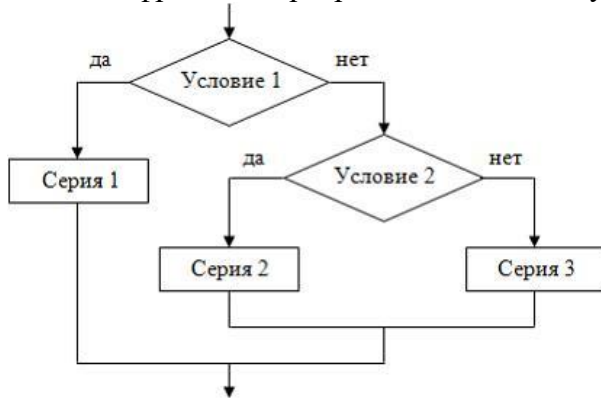 да
Условие 1
нет
да
Условие 2
нет
Серия 1
Серия 2
Серия 3